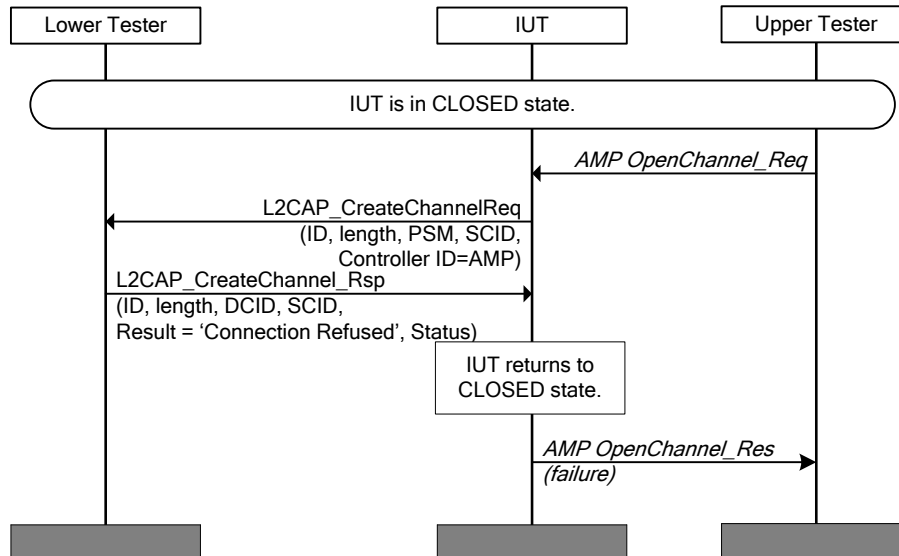 Lower Tester
IUT
Upper Tester
IUT is in CLOSED state.
AMP OpenChannel_Req
L2CAP_CreateChannelReq
(ID, length, PSM, SCID,
Controller ID=AMP)
L2CAP_CreateChannel_Rsp
(ID, length, DCID, SCID,
Result = ‘Connection Refused’, Status)
IUT returns to
CLOSED state.
AMP OpenChannel_Res
(failure)